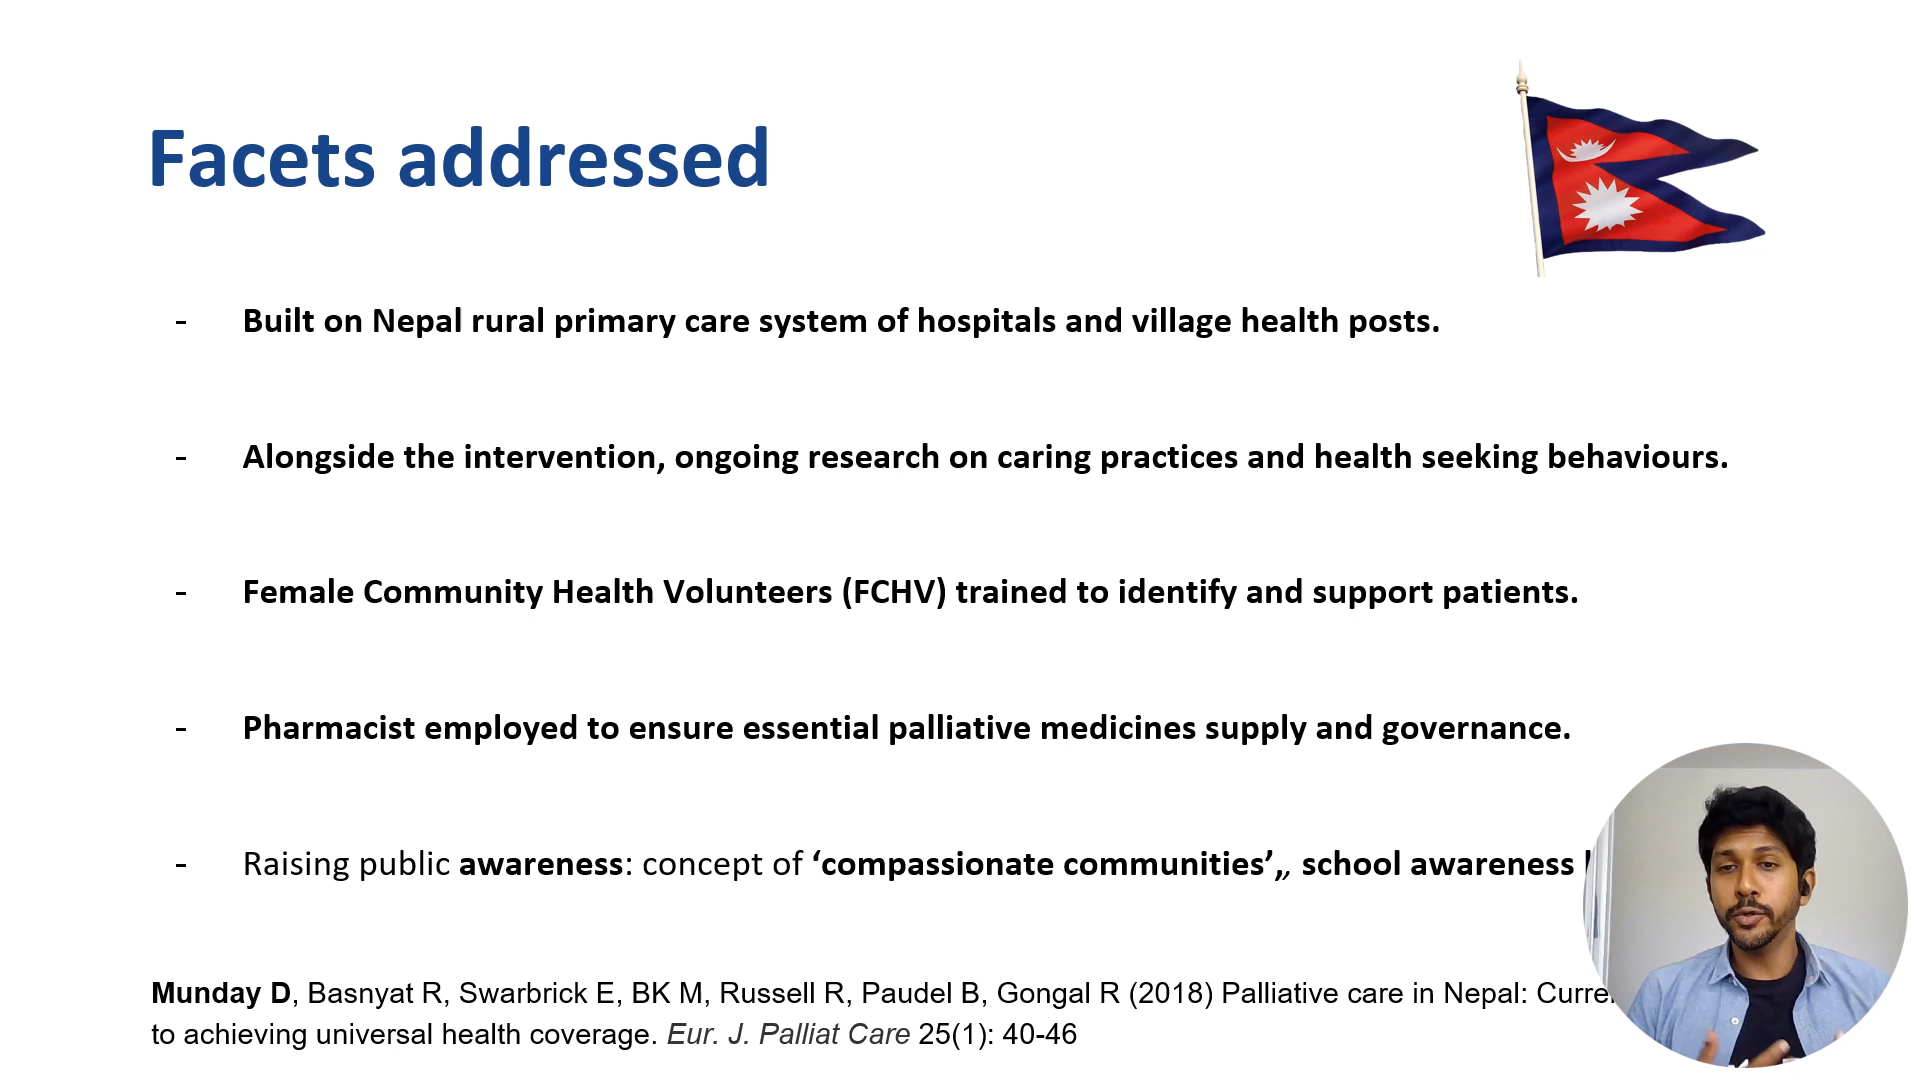 Facets addressed
- Built on Nepal rural primary care system of hospitals and village health posts.
- Alongside the intervention, ongoing research on caring practices and health seeking behaviours.
- Female Community Health Volunteers (FCHV) trained to identify and support patients.
- Pharmacist employed to ensure essential palliative medicines supply and governance.
- Raising public awareness: concept of ‘compassionate communities’,, school awareness
Munday D, Basnyat R, Swarbrick E, BK M, Russell R, Paudel B, Gongal R (2018) Palliative care in Nepal:
to achieving universal health coverage. Eur. J. Palliat Care 25(1): 40-46